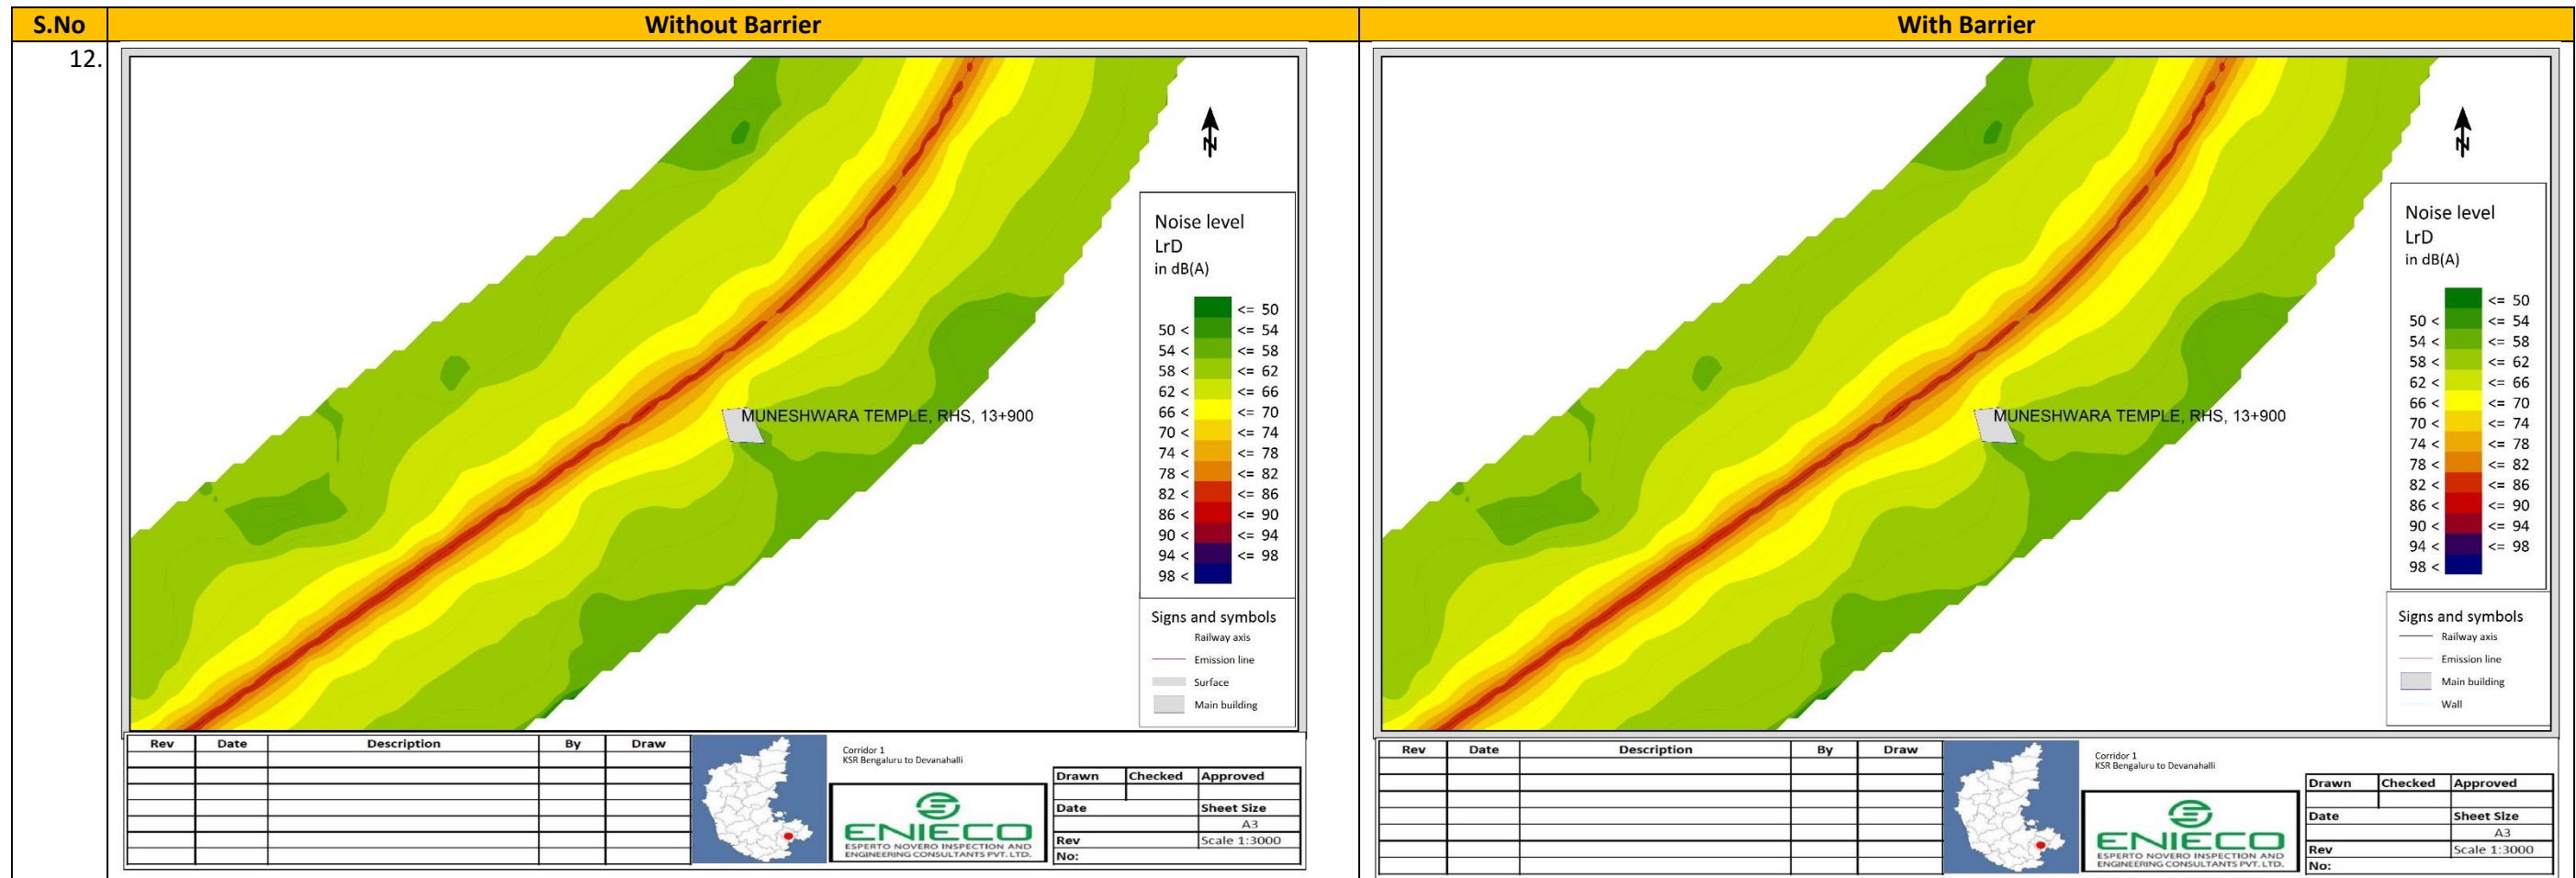 S.No Without Barrier With Barrier
12.
MUNESHWARA TEMPLE, RHS, 13+900
N
Noise level
LrD
in dB(A)
<= 50
50 < <= 54
54 < <= 58
58 < <= 62
62 < <= 66
66 < <= 70
70 < <= 74
74 < <= 78
78 < <= 82
82 < <= 86
86 < <= 90
90 < <= 94
94 < <= 98
98 <
Signs and symbols
Railway axis
Emission line
Surface
Main building
Rev Date Description By Draw
Corridor 1
KSR Bengaluru to Devanahalli
ENIECO
ESPERTO NOVERO INSPECTION AND
ENGINEERING CONSULTANTS PVT. LTD.
Drawn Checked Approved
Date Sheet Size
A3
Rev Scale 1:3000
No:
MUNESHWARA TEMPLE, RHS, 13+900
N
Noise level
LrD
in dB(A)
<= 50
50 < <= 54
54 < <= 58
58 < <= 62
62 < <= 66
66 < <= 70
70 < <= 74
74 < <= 78
78 < <= 82
82 < <= 86
86 < <= 90
90 < <= 94
94 < <= 98
98 <
Signs and symbols
Railway axis
Emission line
Main building
Wall
Rev Date Description By Draw
Corridor 1
KSR Bengaluru to Devanahalli
ENIECO
ESPERTO NOVERO INSPECTION AND
ENGINEERING CONSULTANTS PVT. LTD.
Drawn Checked Approved
Date Sheet Size
A3
Rev Scale 1:3000
No: